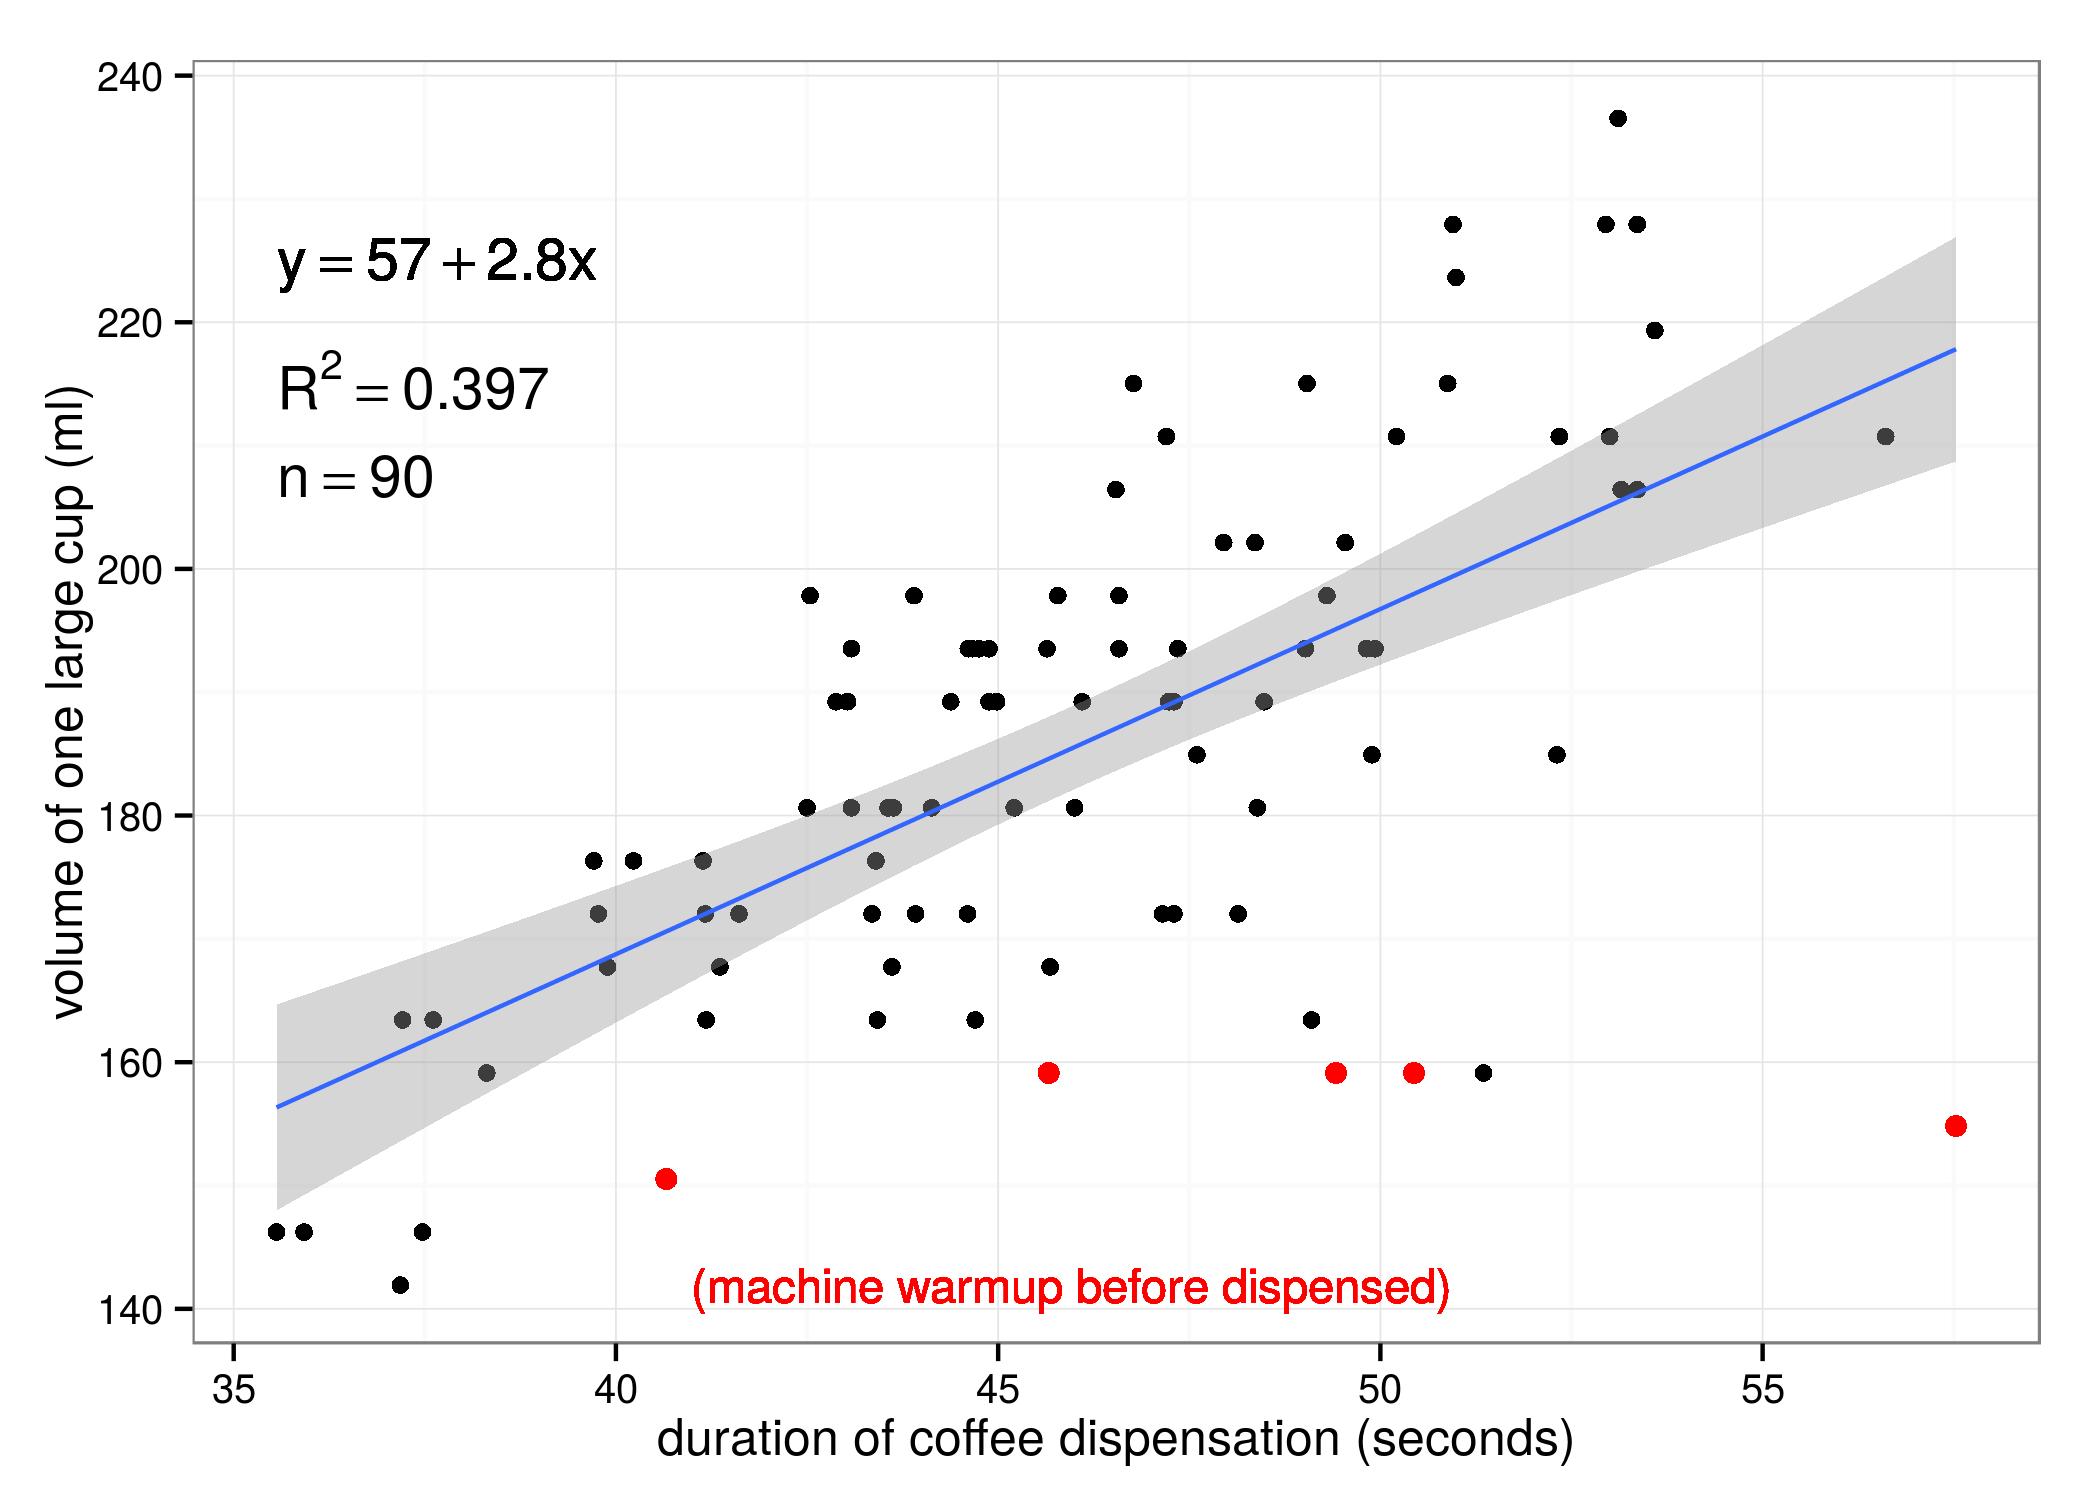 240
220
200
180
160
140
volume of one large cup (ml)
y = 57 + 2.8x
R² = 0.397
n = 90
(machine warmup before dispensed)
35 40 45 50 55
duration of coffee dispensation (seconds)